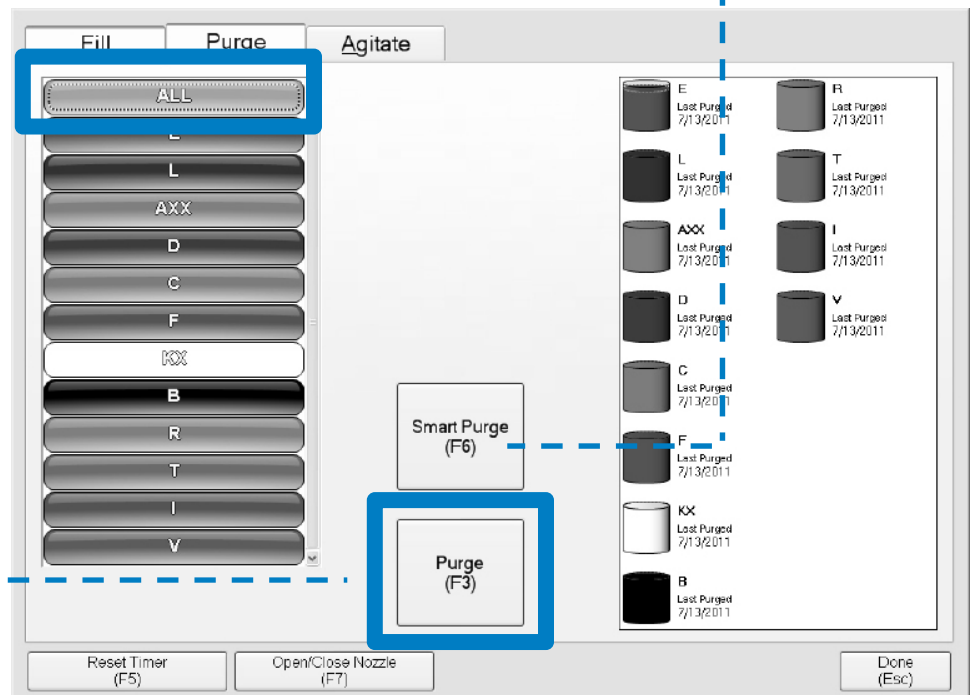 Fill Purge Agitate
ALL
L
AXX
D
C
F
KX
B
R
T
I
V
Smart Purge
(F6)
Purge
(F3)
E
Last Purged
7/13/2011
L
Last Purged
7/13/2011
AXX
Last Purged
7/13/2011
D
Last Purged
7/13/2011
C
Last Purged
7/13/2011
F
Last Purged
7/13/2011
KX
Last Purged
7/13/2011
B
Last Purged
7/13/2011
R
Last Purged
7/13/2011
T
Last Purged
7/13/2011
I
Last Purged
7/13/2011
V
Last Purged
7/13/2011
Reset Timer
(F5)
Open/Close Nozzle
(F7)
Done
(Esc)